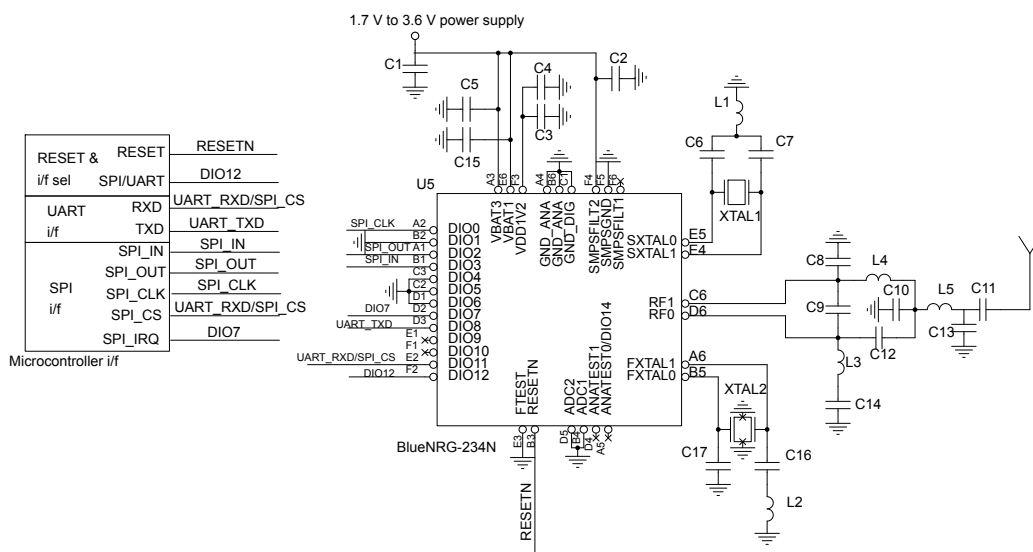 1.7 V to 3.6 V power supply
C1
C5
C15
C4
C3
C2
L1
C6
C7
XTAL1
RESET &
i/f sel
RESET
RESETN
SPI/UART
DIO12
UART
i/f
RXD
UART_RXD/SPI_CS
TXD
UART_TXD
SPI
i/f
SPI_IN
SPI_IN
SPI_OUT
SPI_OUT
SPI_CLK
SPI_CLK
SPI_CS
UART_RXD/SPI_CS
SPI_IRQ
DIO7
Microcontroller i/f
U5
A3
E6
F3
A4
B6
C1
F4
F5
F6
VBAT3
VBAT1
VDD1V2
GND_ANA
GND_ANA
GND_DIG
SMPSFILT2
SMPSGND
SMPSFILT1
SPI_CLK A2 DIO0
B2 DIO1
SPI_OUT A1 DIO2
SPI_IN B1 DIO3
C3 DIO4
C2 DIO5
D1 DIO6
DIO7 D2 DIO7
UART_TXD D3 DIO8
E1 DIO9
F1 DIO10
UART_RXD/SPI_CS E2 DIO11
DIO12 F2 DIO12
SXTAL0 E5
SXTAL1 E4
RF1 C6
RF0 D6
FXTAL1 A6
FXTAL0 B5
FTEST
RESETN
ADC2
ADC1
ANATEST1
ANATEST0/DIO14
E3
B3
D5
B4
D4
A5
BlueNRG-234N
RESETN
C8
L4
C9
C10
L5
C11
C13
C12
L3
C14
XTAL2
C17
C16
L2